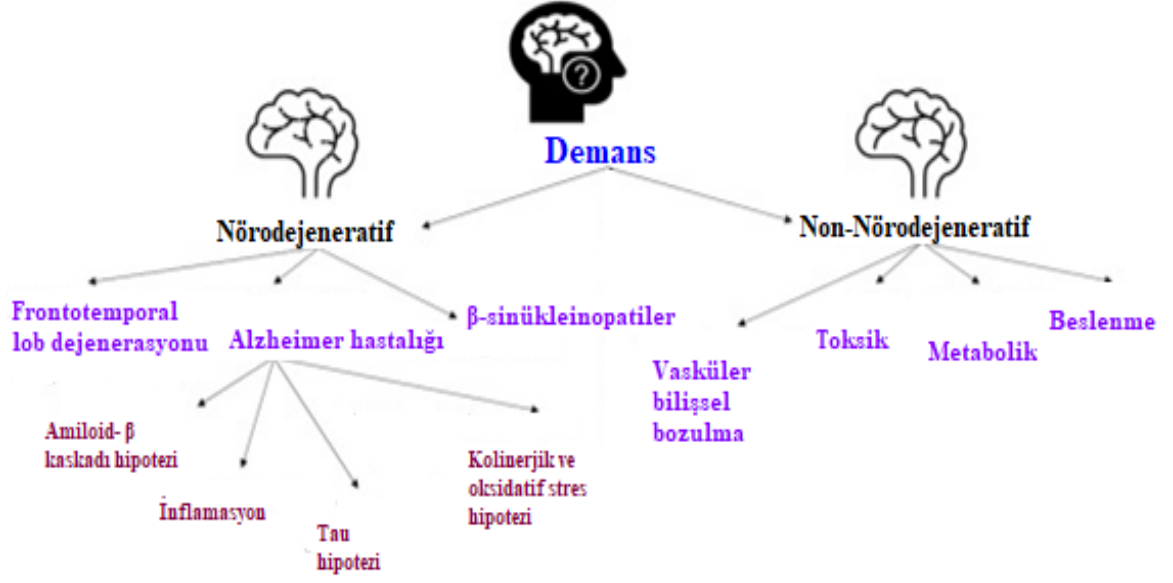 ?
Demans
Nörodejeneratif
Non-Nörodejeneratif
Frontotemporal
lob dejenerasyonu
Alzheimer hastalığı
β-sinükleinopatiler
Vasküler
bilişsel
bozulma
Toksik
Metabolik
Beslenme
Amiloid- β
kaskadı hipotezi
İnflamasyon
Tau
hipotezi
Kolinerjik ve
oksidatif stres
hipotezi